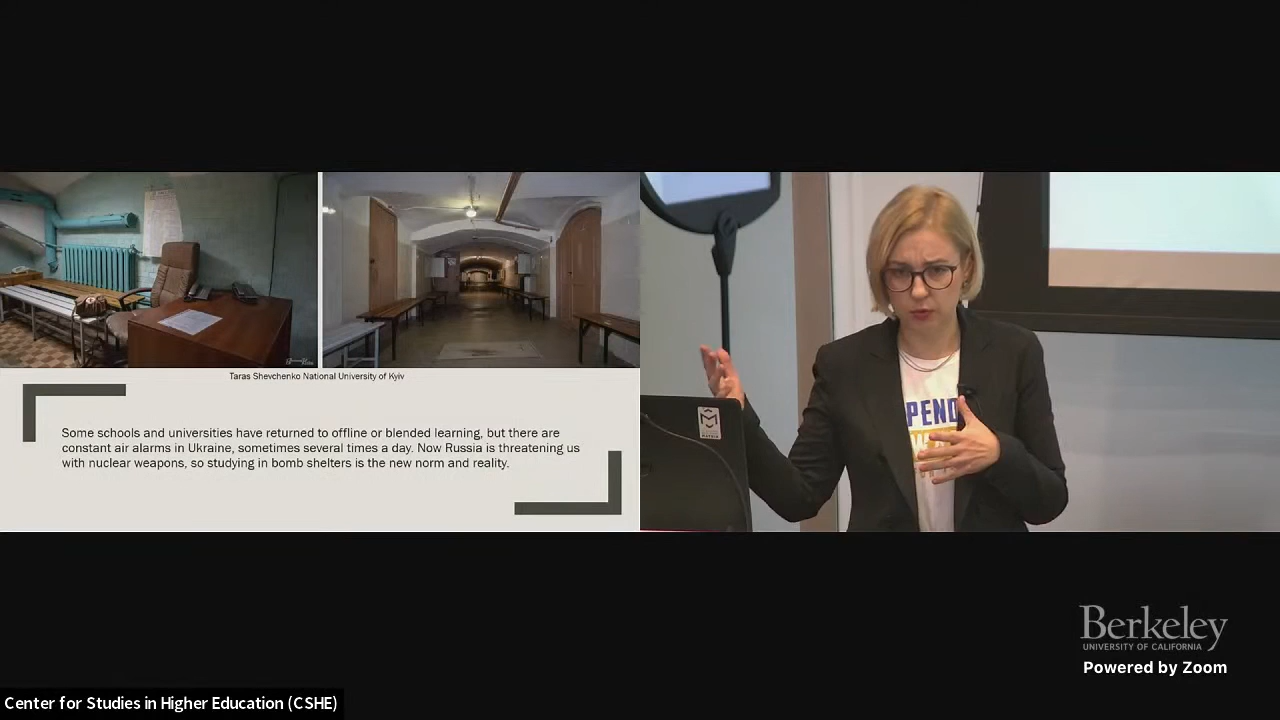 Taras Shevchenko National University of Kyiv
Some schools and universities have returned to offline or blended learning, but there are
constant air alarms in Ukraine, sometimes several times a day. Now Russia is threatening us
with nuclear weapons, so studying in bomb shelters is the new norm and reality.
PEND
Berkeley
UNIVERSITY OF CALIFORNIA
Powered by Zoom
Center for Studies in Higher Education (CSHE)